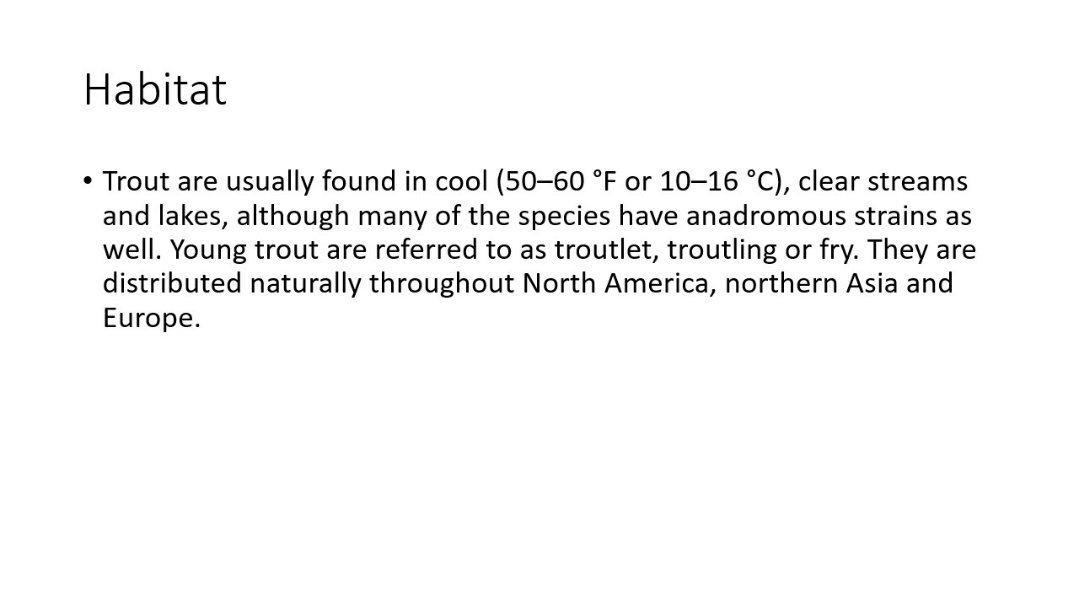 Habitat
• Trout are usually found in cool (50–60 °F or 10–16 °C), clear streams
and lakes, although many of the species have anadromous strains as
well. Young trout are referred to as troutlet, troutling or fry. They are
distributed naturally throughout North America, northern Asia and
Europe.